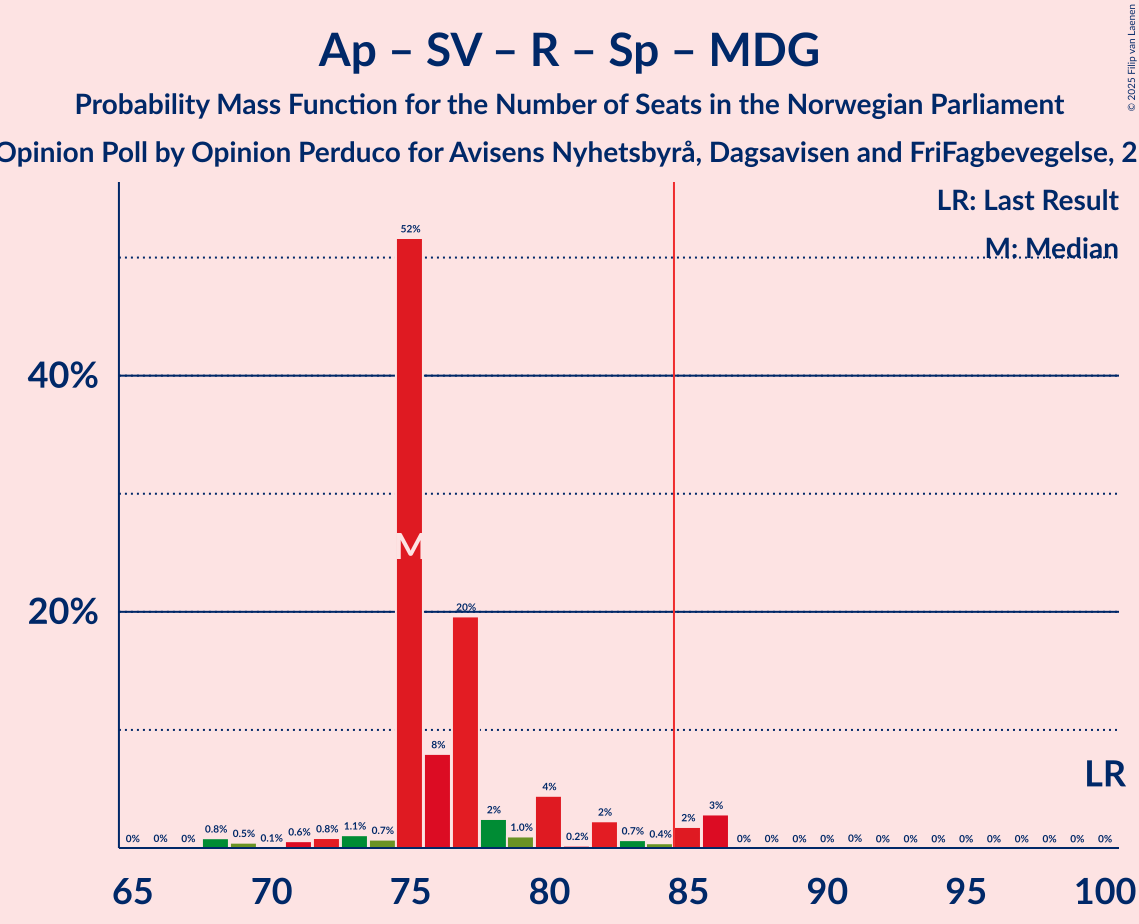 Ap – SV – R – Sp – MDG
Probability Mass Function for the Number of Seats in the Norwegian Parliament
Opinion Poll by Opinion Perduco for Avisens Nyhetsbyrå, Dagsavisen and FriFagbevegelse, 2
© 2025 Filip van Laenen
LR: Last Result
M: Median
52%
40%
M
20%
20%
8%
LR
0% 0% 0% 0.8% 0.5% 0.1% 0.6% 0.8% 1.1% 0.7% 2% 1.0% 4% 0.2% 2% 0.7% 0.4% 2% 3% 0% 0% 0% 0% 0% 0% 0% 0% 0% 0% 0% 0% 0% 0%
65 70 75 80 85 90 95 100